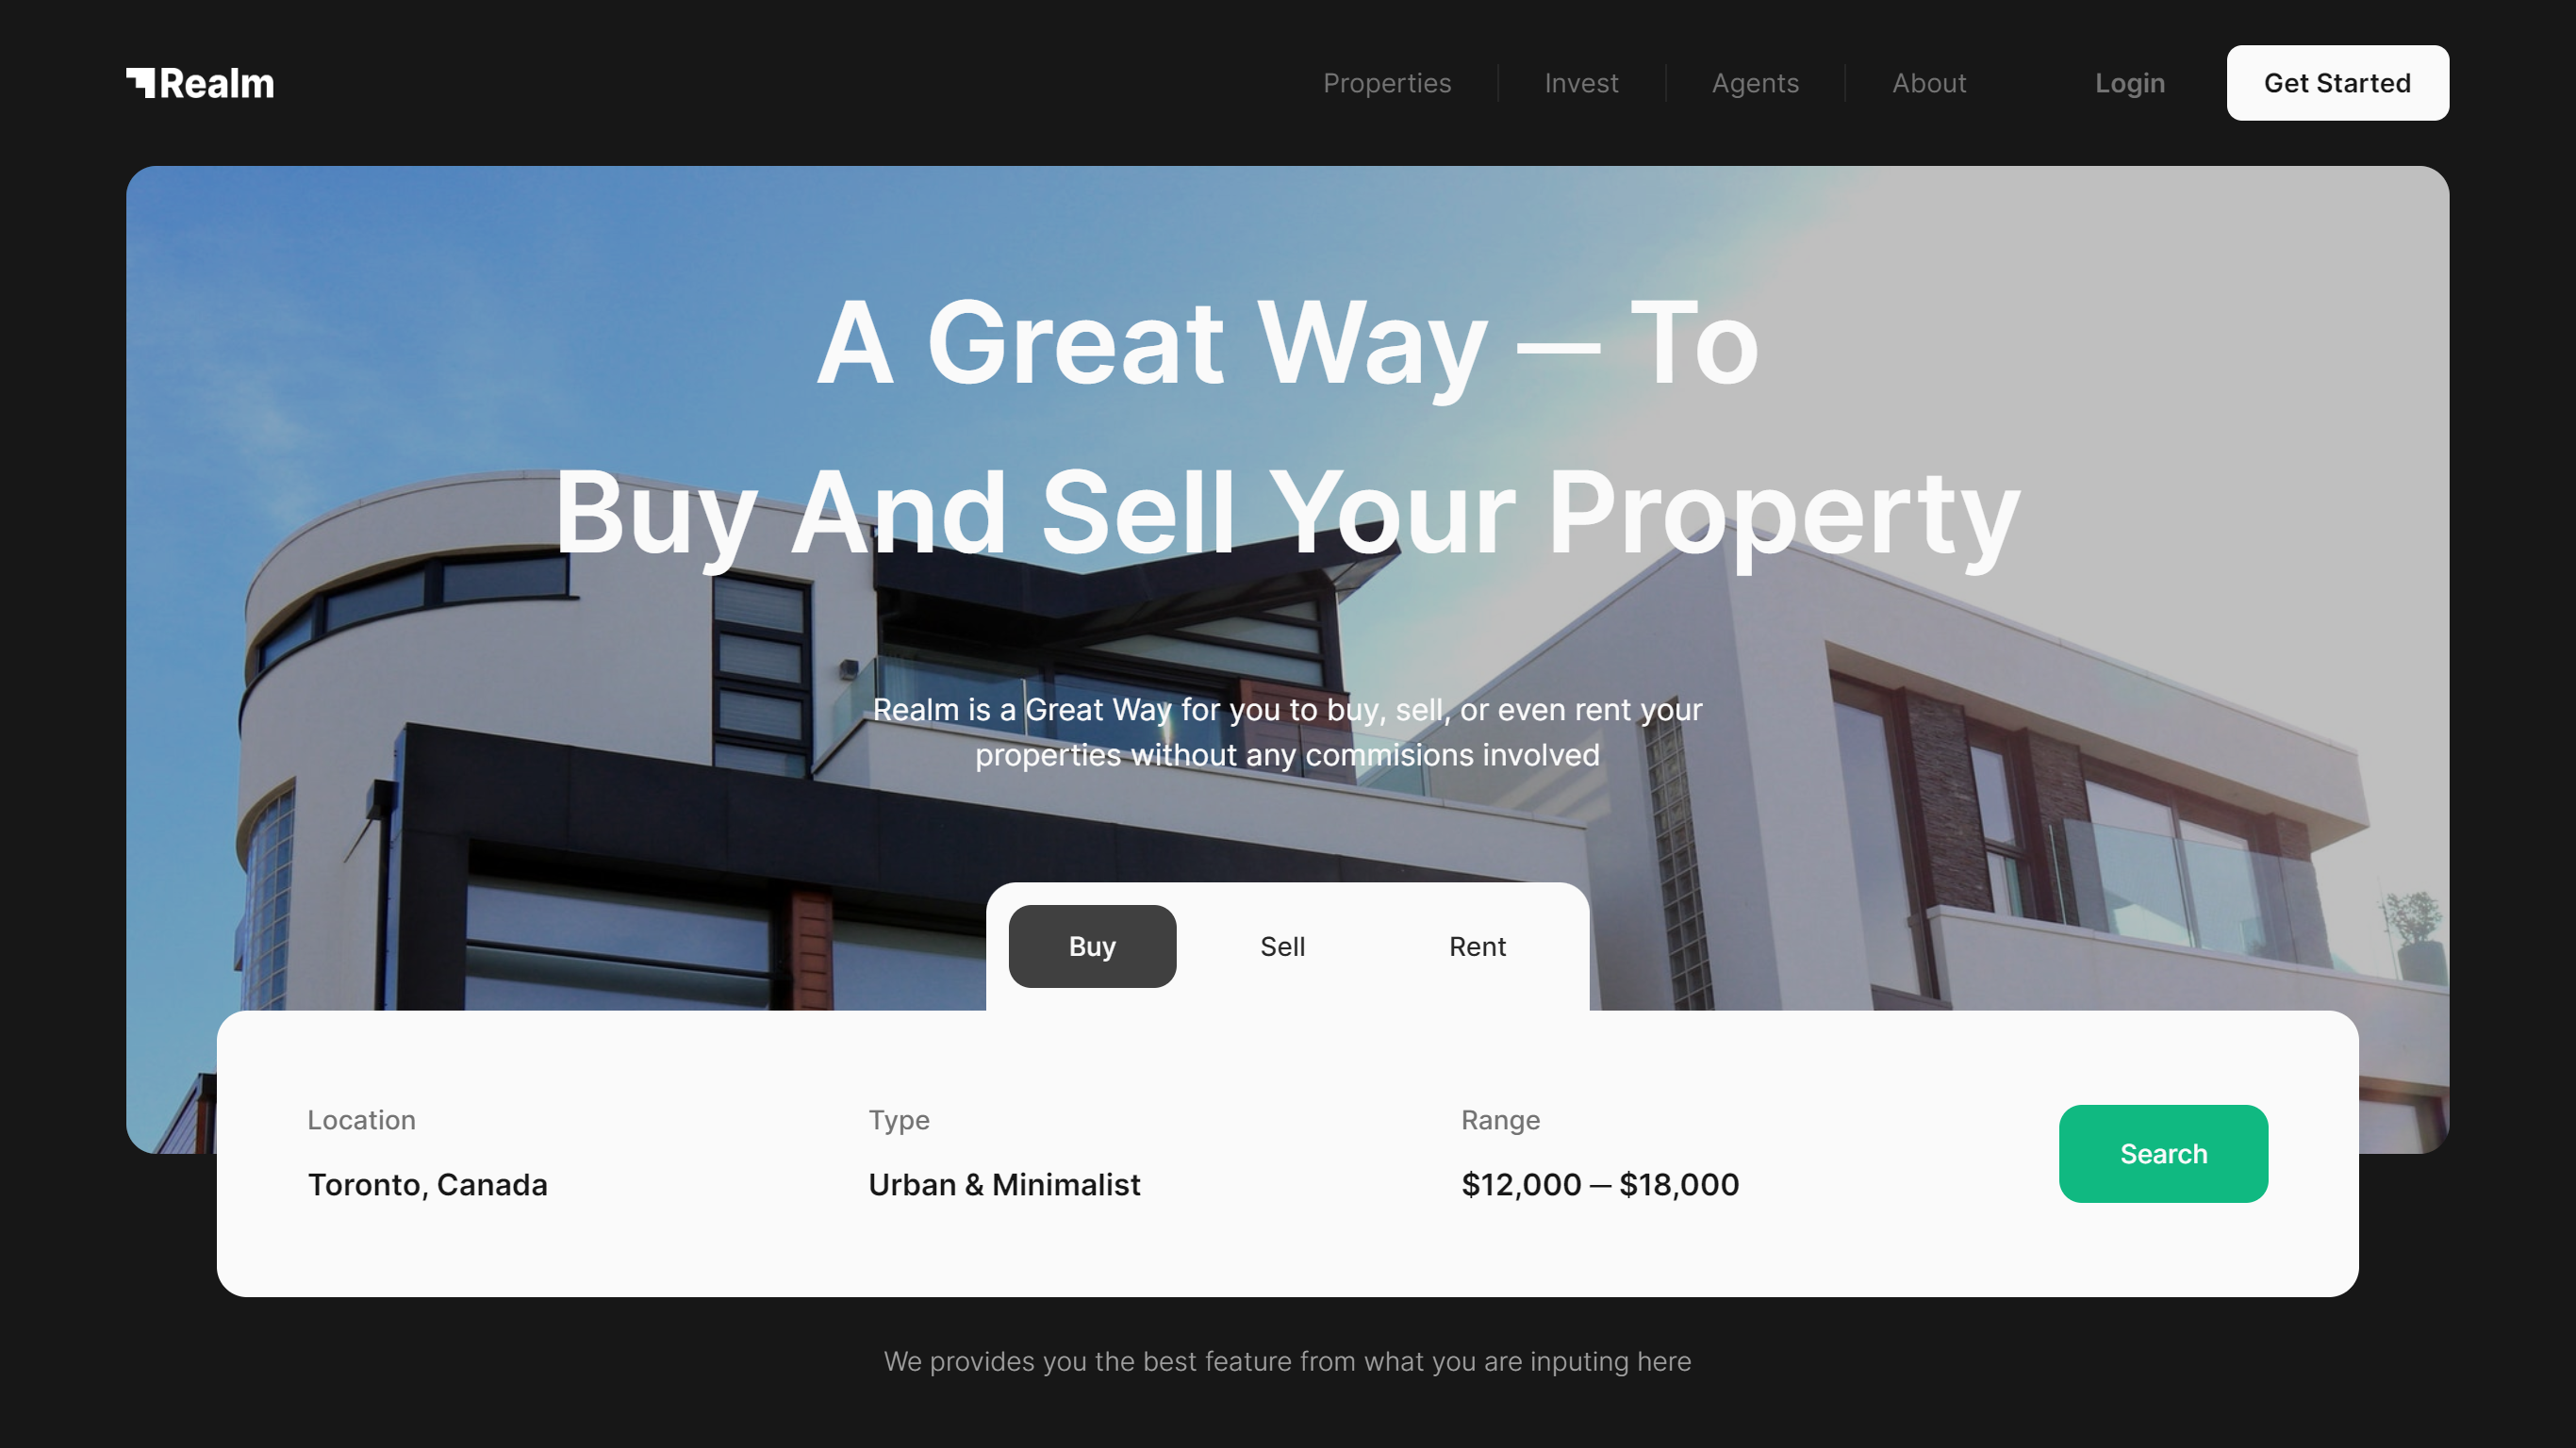 Realm
Properties
Invest
Agents
About
Login
Get Started
A Great Way — To
Buy And Sell Your Property
Realm is a Great Way for you to buy, sell, or even rent your
properties without any commisions involved
Buy
Sell
Rent
Location
Toronto, Canada
Type
Urban & Minimalist
Range
$12,000 — $18,000
Search
We provides you the best feature from what you are inputing here